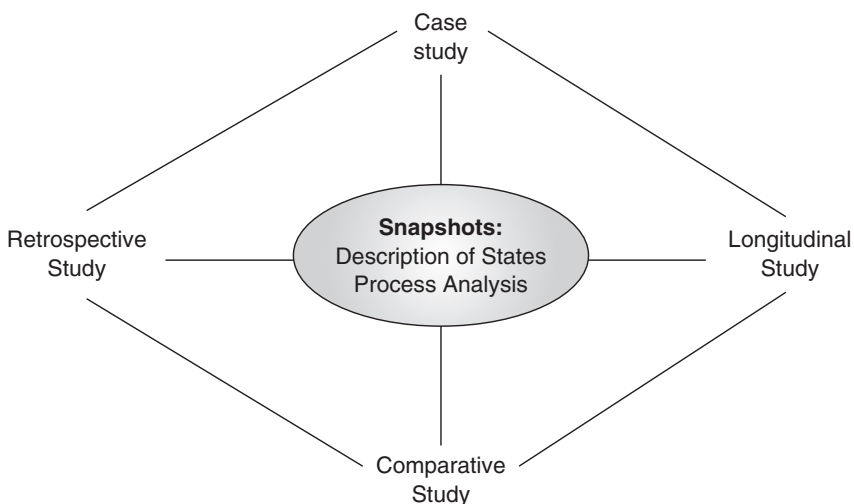 Case
study
Retrospective
Study
Snapshots:
Description of States
Process Analysis
Longitudinal
Study
Comparative
Study